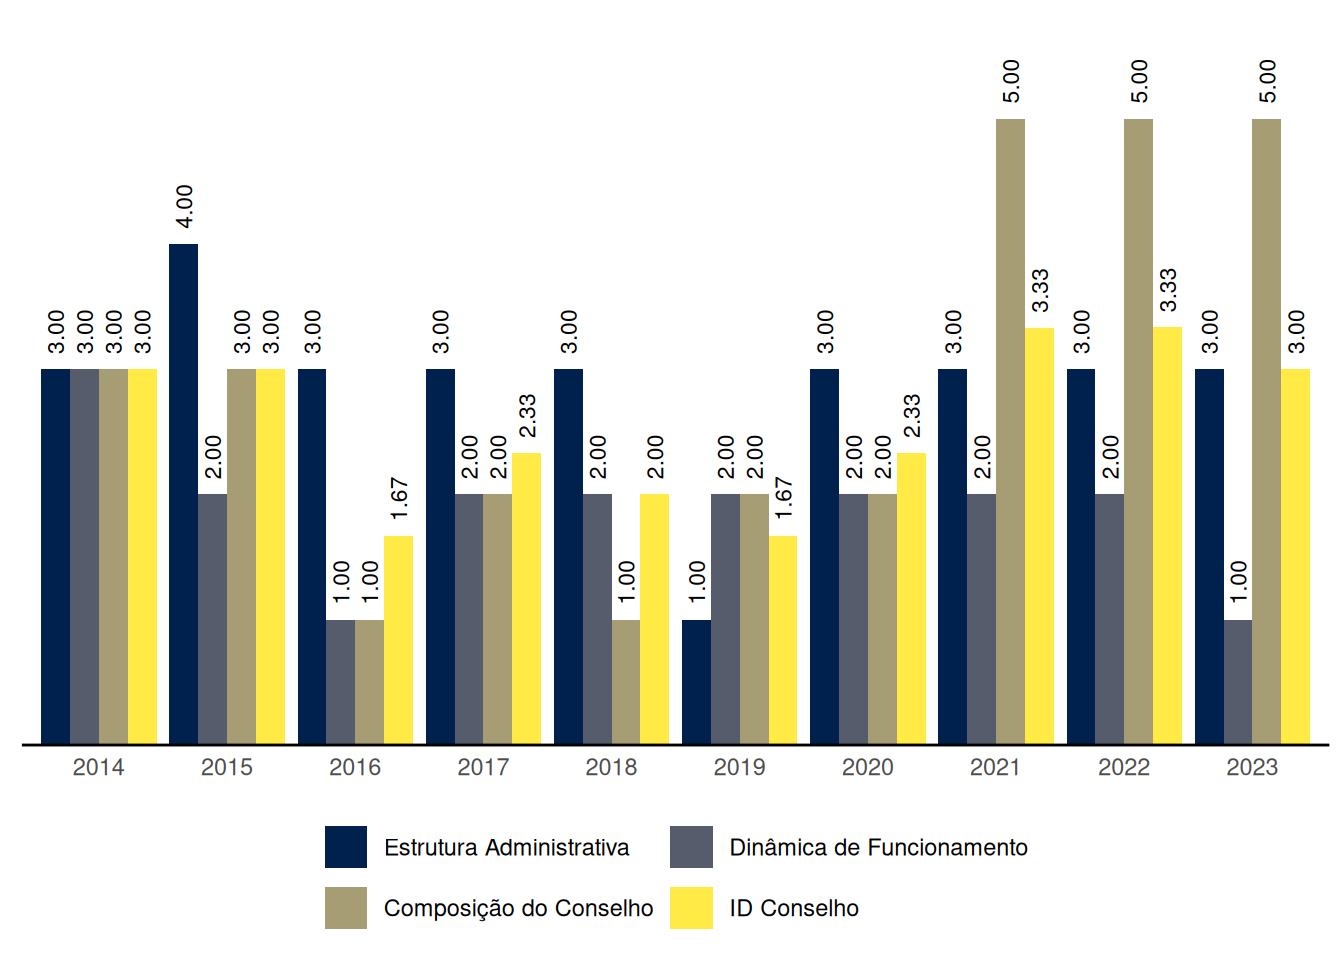 5.00 5.00 5.00
4.00
3.33 3.33
3.00 3.00 3.00 3.00 3.00 3.00 3.00 3.00 3.00 3.00 3.00 3.00 3.00 3.00
2.33 2.33
2.00 2.00 2.00 2.00 2.00 2.00 2.00 2.00 2.00 2.00 2.00
1.67 1.67
1.00 1.00 1.00 1.00 1.00
2014 2015 2016 2017 2018 2019 2020 2021 2022 2023
Estrutura Administrativa Dinâmica de Funcionamento
Composição do Conselho ID Conselho